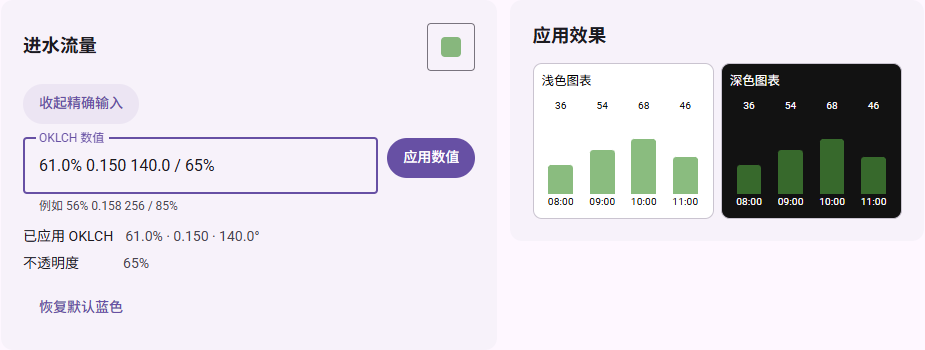 进水流量
收起精确输入
OKLCH 数值
61.0% 0.150 140.0 / 65%
应用数值
例如 56% 0.158 256 / 85%
已应用 OKLCH 61.0% · 0.150 · 140.0°
不透明度 65%
恢复默认蓝色
应用效果
浅色图表
36 54 68 46
08:00 09:00 10:00 11:00
深色图表
36 54 68 46
08:00 09:00 10:00 11:00